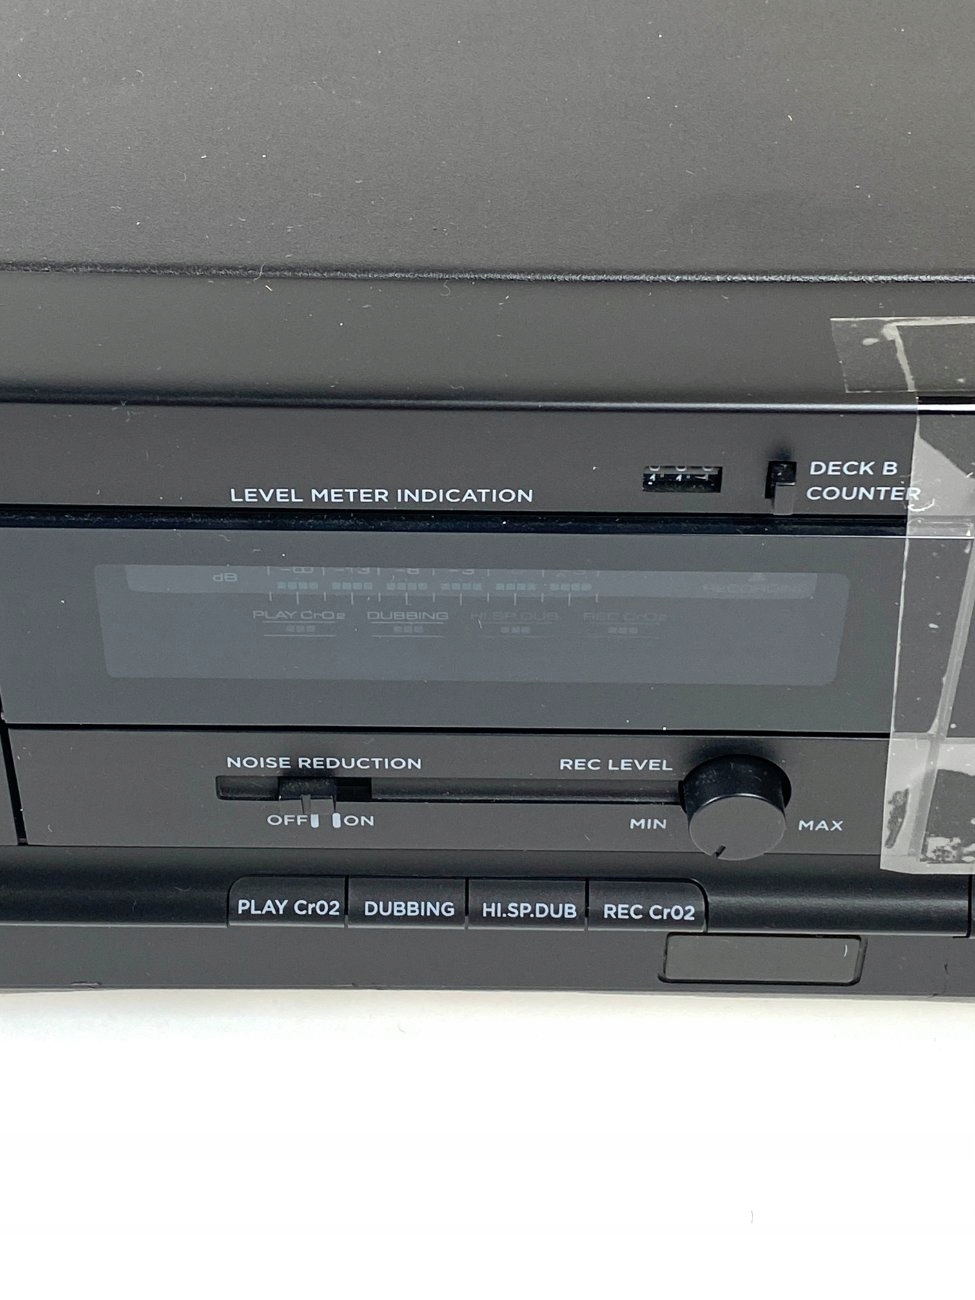 DECK B
COUNTER
LEVEL METER INDICATION
dB
PLAY CrO2 DUBBING HI.SP.DUB REC CrO2
NOISE REDUCTION
REC LEVEL
OFF ON
MIN
MAX
PLAY Cr02
DUBBING
HI.SP.DUB
REC Cr02